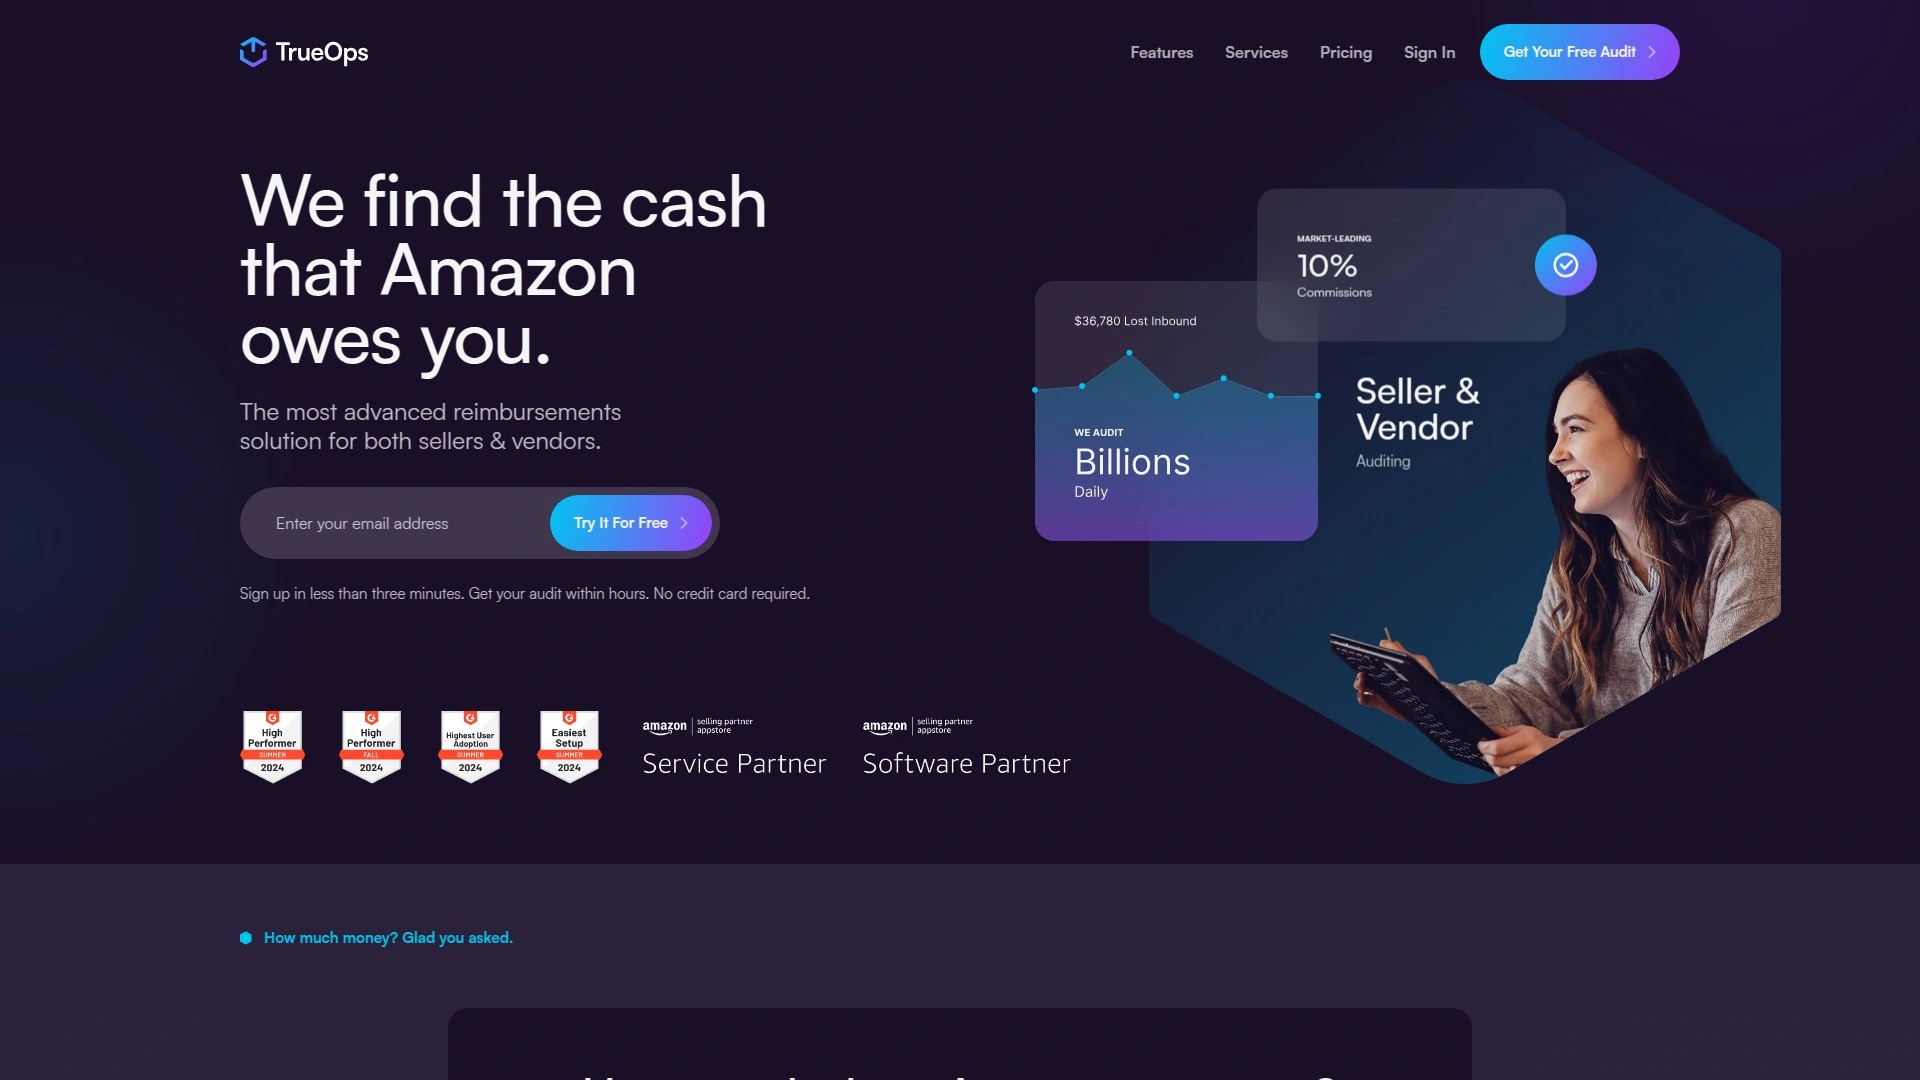 TrueOps
Features
Services
Pricing
Sign In
Get Your Free Audit
We find the cash
that Amazon
owes you.
The most advanced reimbursements
solution for both sellers & vendors.
Enter your email address
Try It For Free
Sign up in less than three minutes. Get your audit within hours. No credit card required.
MARKET-LEADING
10%
Commissions
$36,780 Lost Inbound
WE AUDIT
Billions
Daily
Seller &
Vendor
Auditing
High
Performer
SUMMER
2024
High
Performer
FALL
2024
Highest User
Adoption
SUMMER
2024
Easiest
Setup
SUMMER
2024
amazon selling partner
appstore
Service Partner
amazon selling partner
appstore
Software Partner
How much money? Glad you asked.